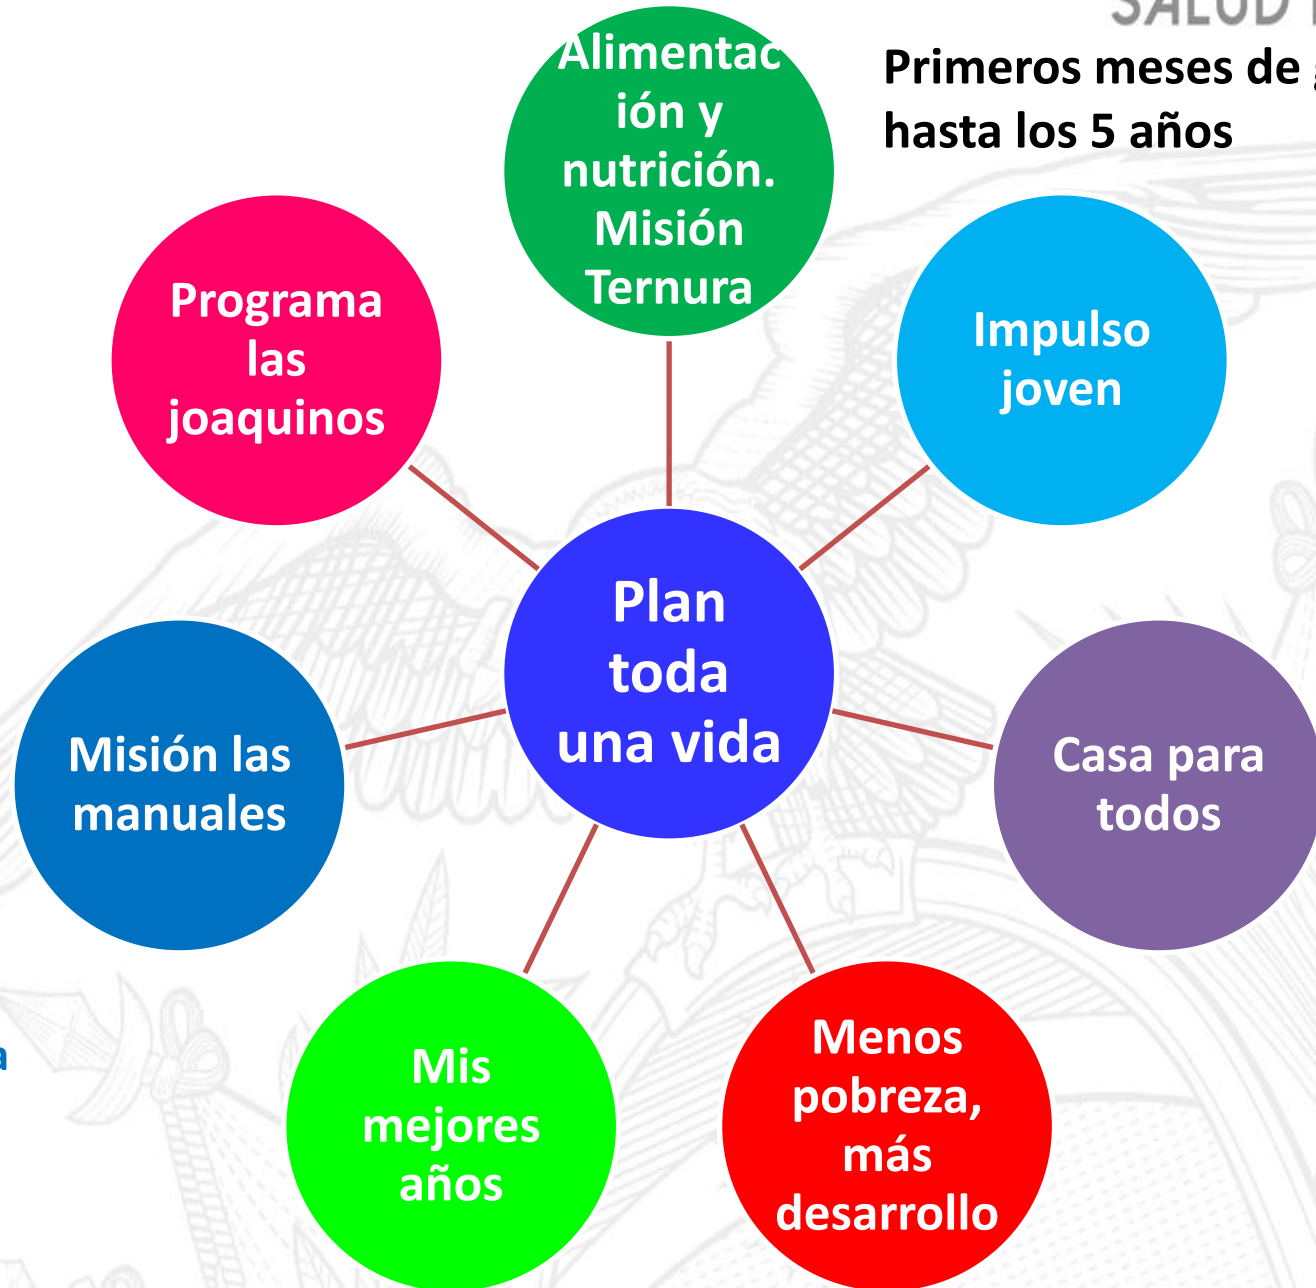 SALUD
Primeros meses de
hasta los 5 años
Alimentac
ión y
nutrición.
Misión
Ternura
Impulso
joven
Casa para
todos
Menos
pobreza,
más
desarrollo
Mis
mejores
años
Misión las
manuales
Programa
las
joaquinos
Plan
toda
una vida